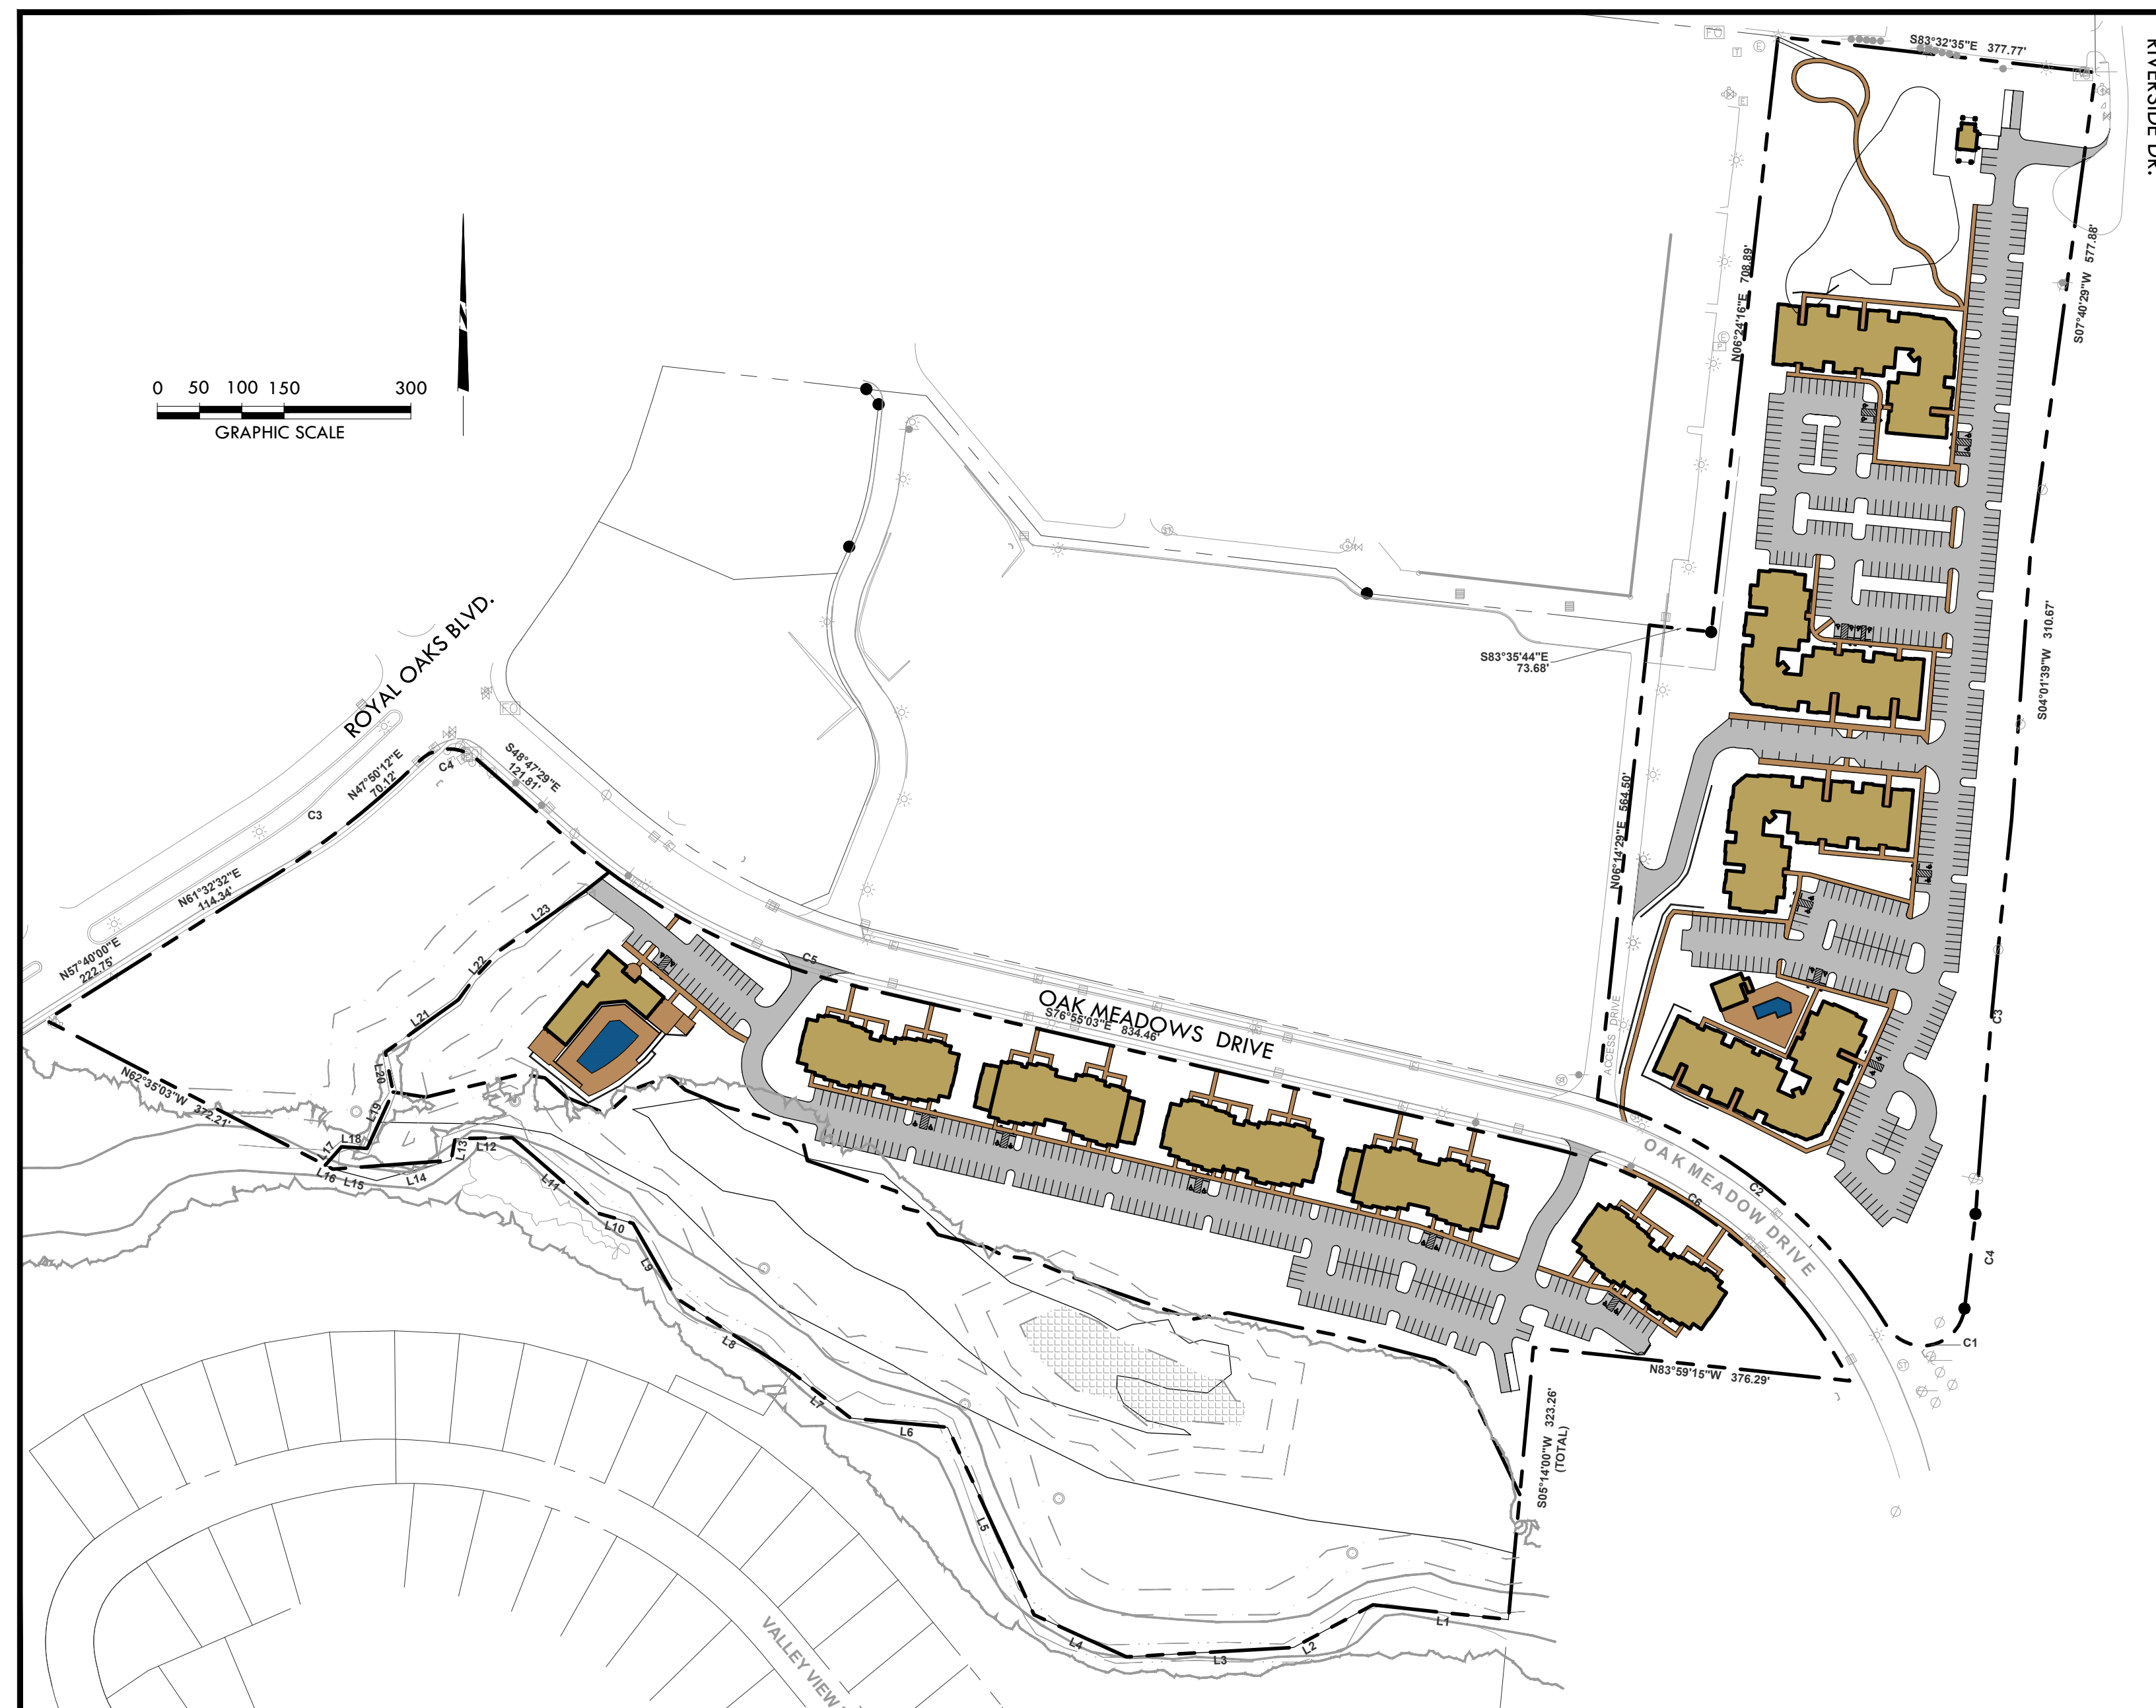 RIVERSIDE DR.
S83°32'35"E 377.77'
N06°24'16"E 708.89'
S07°40'29"W 577.88'
0 50 100 150 300
GRAPHIC SCALE
N
FO
T
E
E
E
P
ROYAL OAKS BLVD.
FO
S83°35'44"E
73.68'
S04°01'39"W 310.67'
N47°50'12"E
70.12'
C4
S48°47'29"E
121.81'
C3
N61°32'32"E
114.34'
N57°40'00"E
222.75'
N06°14'29"E 564.50'
L23
L22
L21
L20
L19
L18
L17
L16
L15
L14
L13
L12
L11
L10
L9
L8
L7
L6
L5
L4
L3
L2
L1
N62°35'03"W 372.21'
C5
OAK MEADOWS DRIVE
S76°55'03"E 834.46'
ACCESS DRIVE
C3
OAK MEADOW DRIVE
C2
C6
C4
C1
ST
N83°59'15"W 376.29'
S05°14'00"W 323.26'
(TOTAL)
VALLEY VIEW